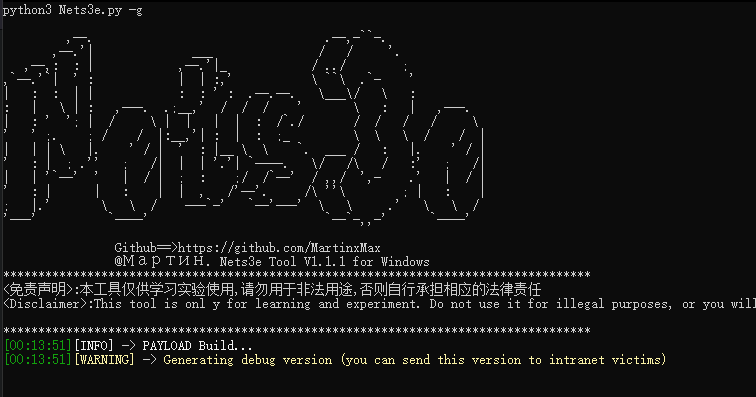 python3 Nets3e.py -g
Nets3e
Github==>https://github.com/MartinxMax
@Мартин. Nets3e Tool V1.1.1 for Windows
*******************************************************************************
<免责声明>:本工具仅供学习实验使用,请勿用于非法用途,否则自行承担相应的法律责任
<Disclaimer>:This tool is onl y for learning and experiment. Do not use it for illegal purposes, or you will
*******************************************************************************
[00:13:51][INFO] -> PAYLOAD Build...
[00:13:51][WARNING] -> Generating debug version (you can send this version to intranet victims)